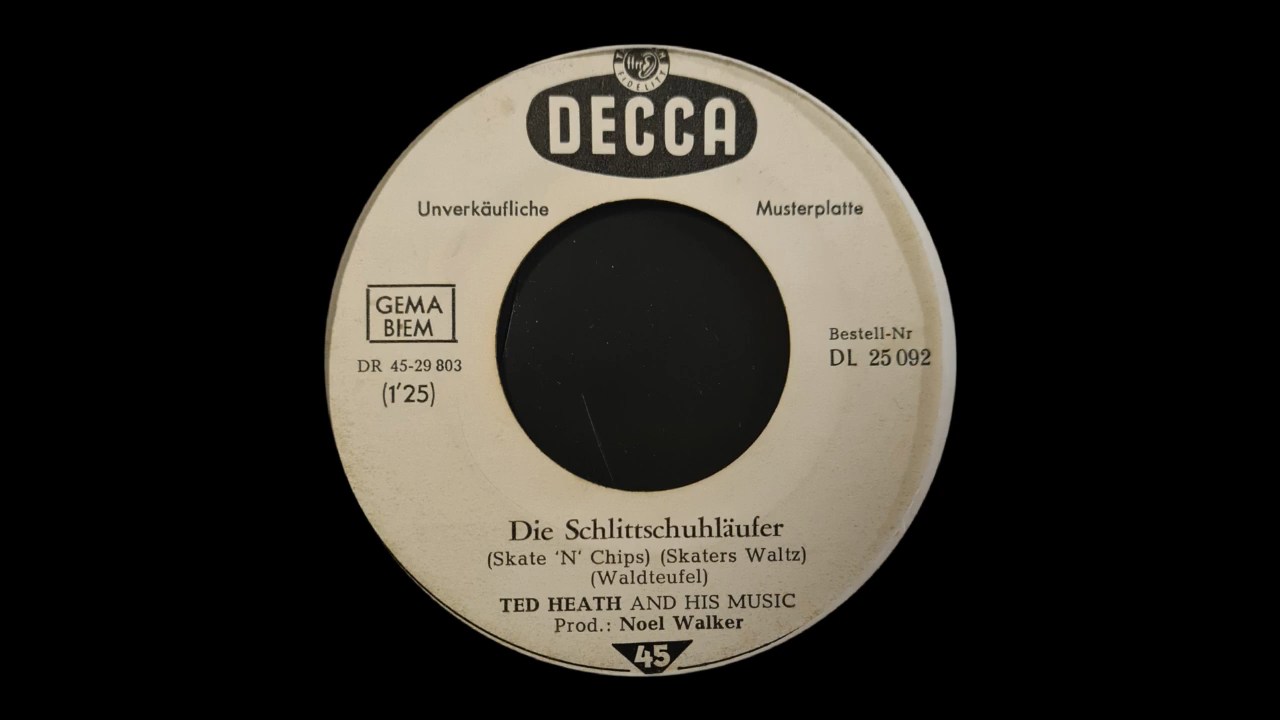 FIDELITY
DECCA
Unverkäufliche Musterplatte
GEMA
BIEM
DR 45-29 803
(1'25)
Bestell-Nr
DL 25 092
Die Schlittschuhläufer
(Skate 'N' Chips) (Skaters Waltz)
(Waldteufel)
TED HEATH AND HIS MUSIC
Prod.: Noel Walker
45